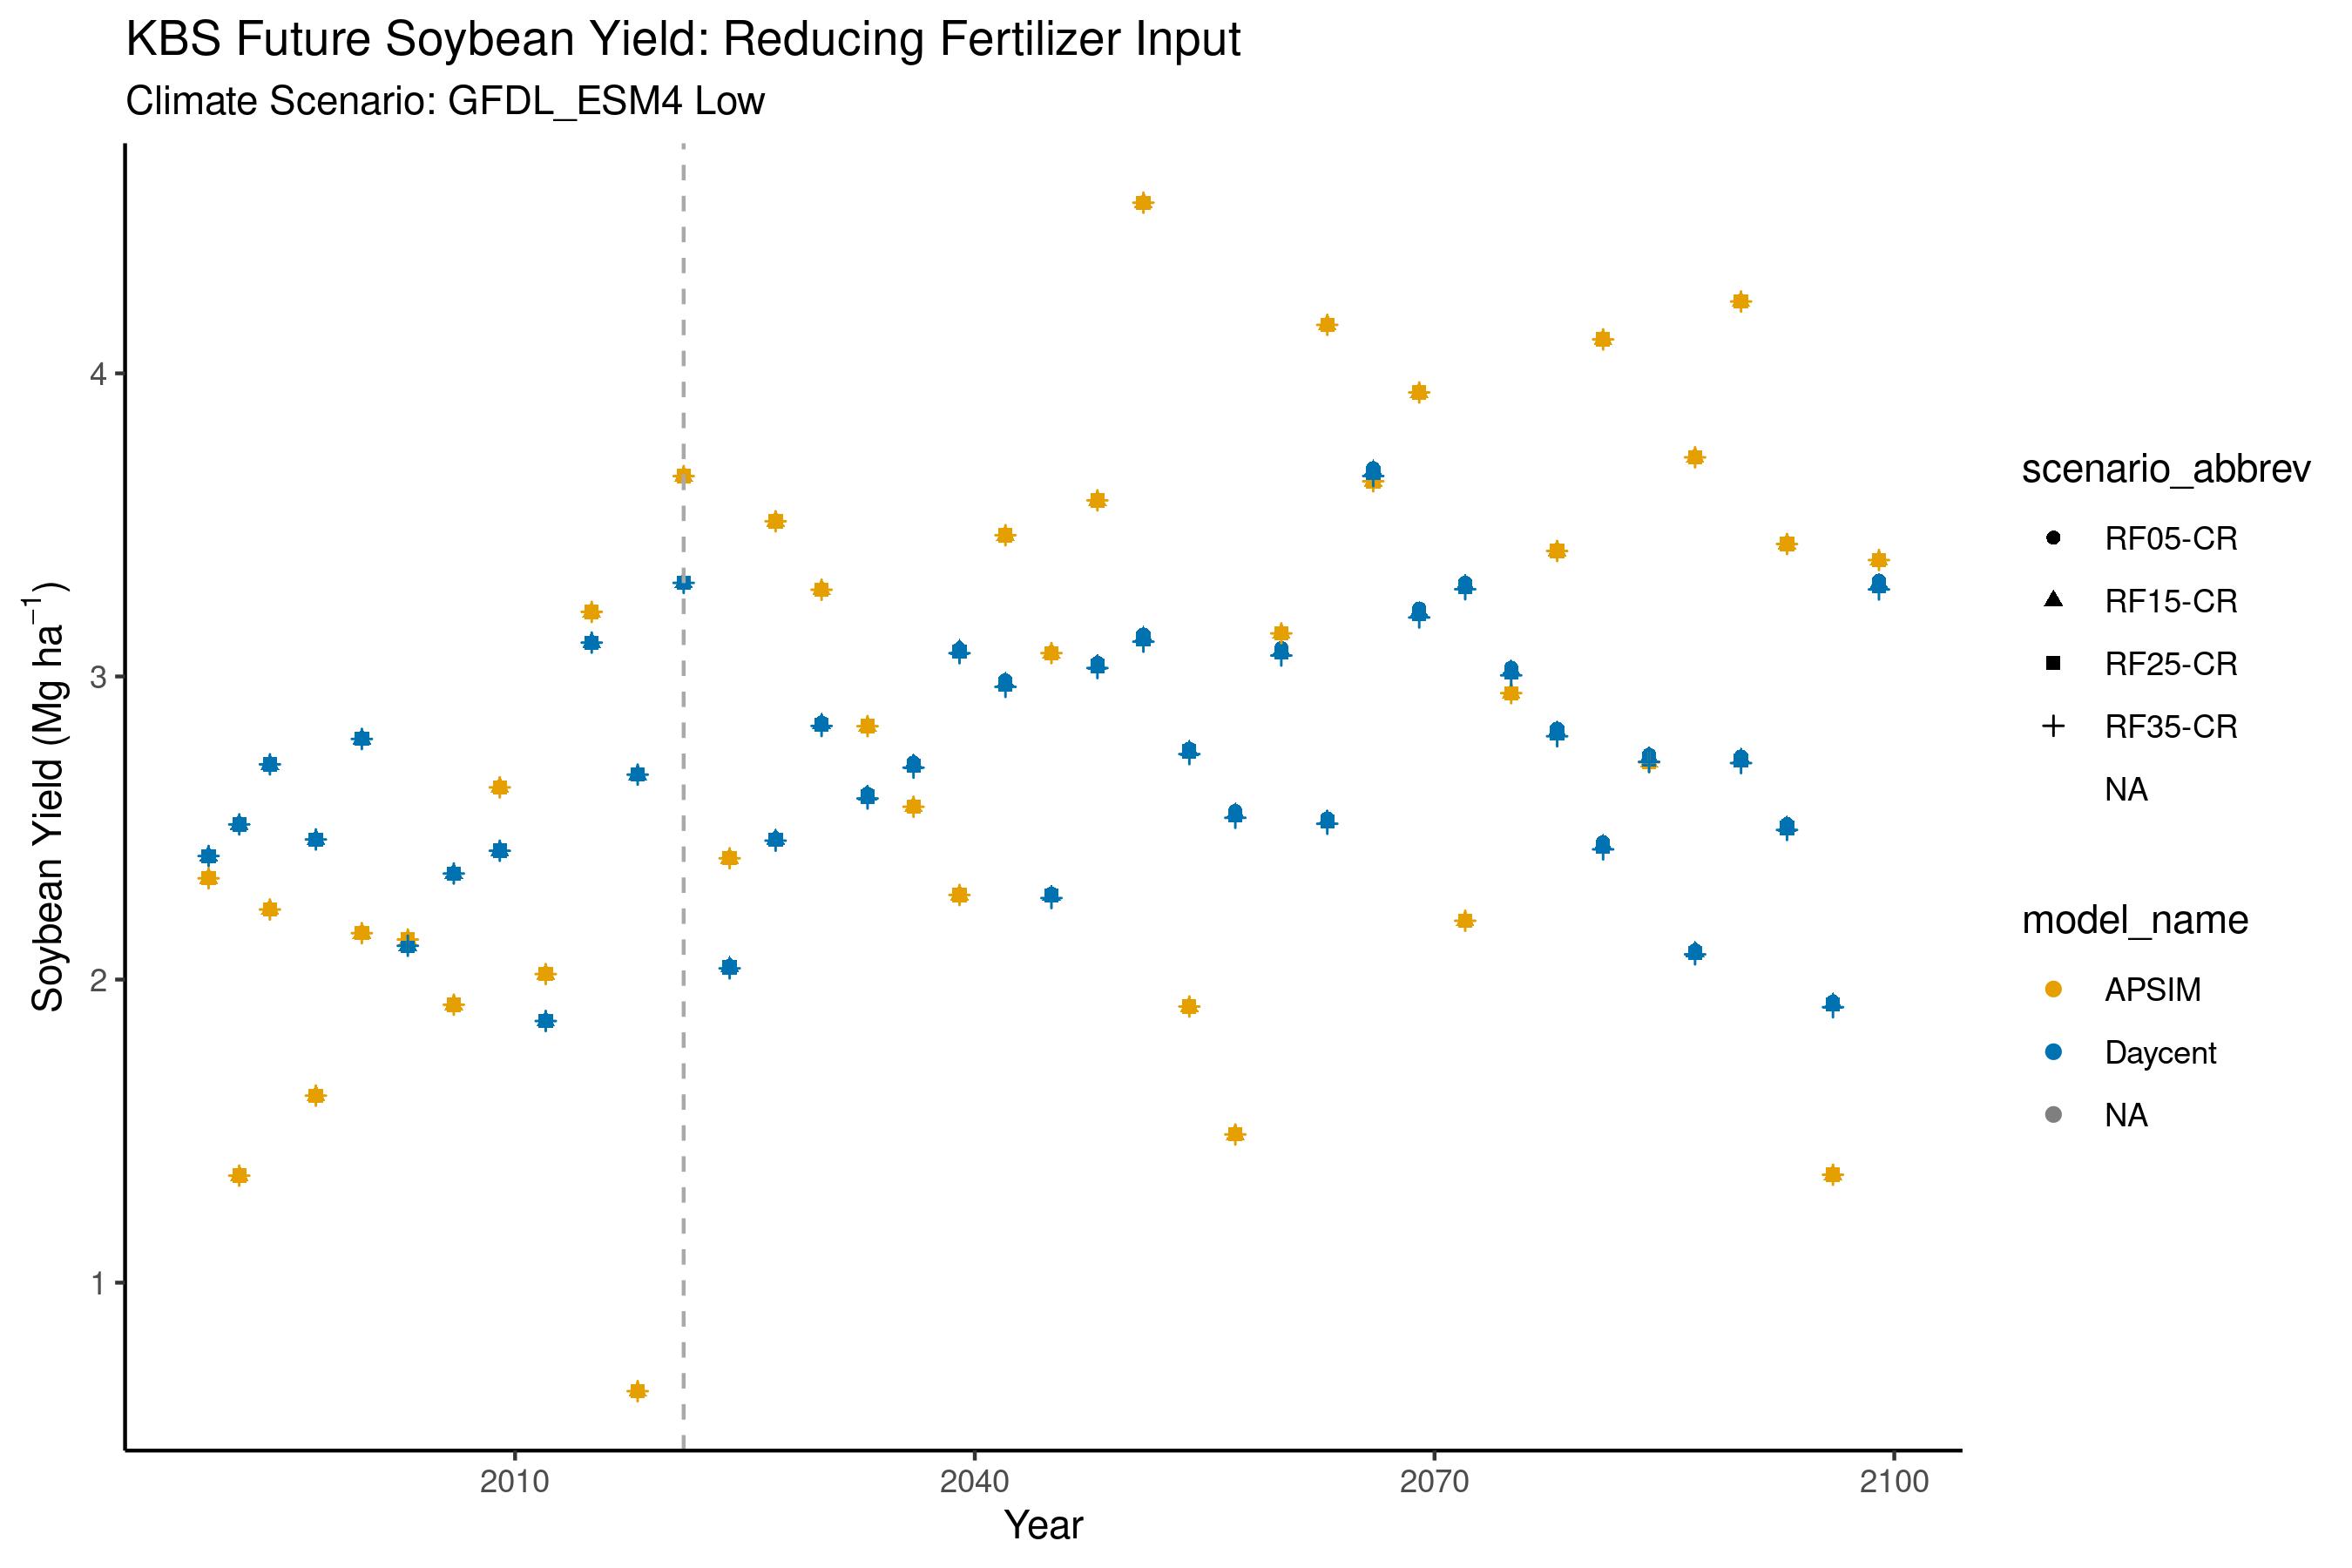 KBS Future Soybean Yield: Reducing Fertilizer Input
Climate Scenario: GFDL_ESM4 Low
Soybean Yield (Mg ha⁻¹)
4
3
2
1
2010
2040
2070
2100
Year
scenario_abbrev
RF05-CR
RF15-CR
RF25-CR
RF35-CR
NA
model_name
APSIM
Daycent
NA